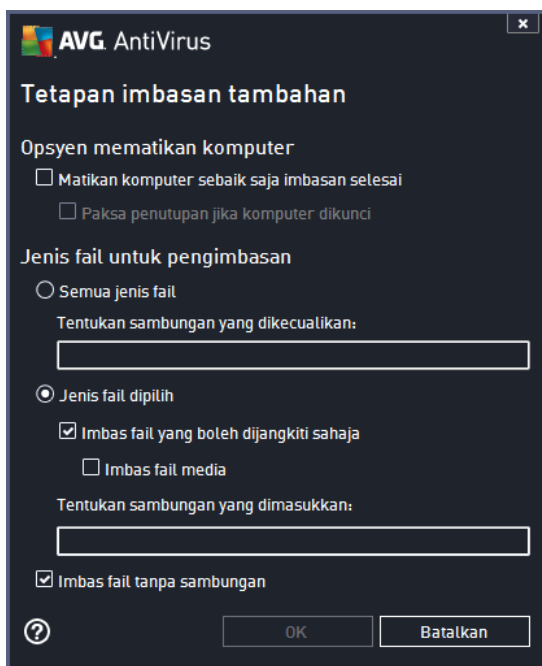 AVG. AntiVirus
Tetapan imbasan tambahan
Opsyen mematikan komputer
Matikan komputer sebaik saja imbasan selesai
Paksa penutupan jika komputer dikunci
Jenis fail untuk pengimbasan
Semua jenis fail
Tentukan sambungan yang dikecualikan:
Jenis fail dipilih
Imbas fail yang boleh dijangkiti sahaja
Imbas fail media
Tentukan sambungan yang dimasukkan:
Imbas fail tanpa sambungan
OK Batalkan